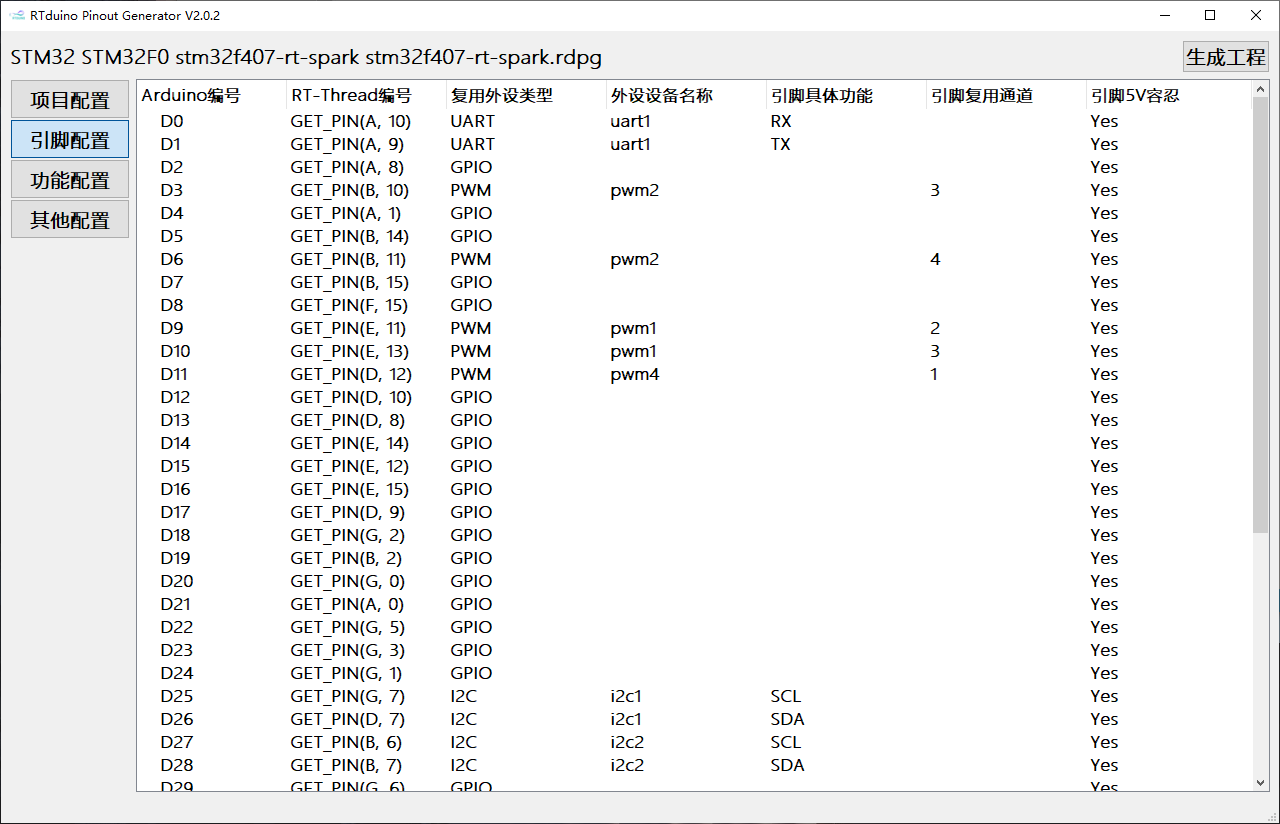 RTduino Pinout Generator V2.0.2
STM32 STM32F0 stm32f407-rt-spark stm32f407-rt-spark.rdpg 生成工程
项目配置
引脚配置
功能配置
其他配置
Arduino编号 RT-Thread编号 复用外设类型 外设设备名称 引脚具体功能 引脚复用通道 引脚5V容忍
D0 GET_PIN(A, 10) UART uart1 RX Yes
D1 GET_PIN(A, 9) UART uart1 TX Yes
D2 GET_PIN(A, 8) GPIO Yes
D3 GET_PIN(B, 10) PWM pwm2 3 Yes
D4 GET_PIN(A, 1) GPIO Yes
D5 GET_PIN(B, 14) GPIO Yes
D6 GET_PIN(B, 11) PWM pwm2 4 Yes
D7 GET_PIN(B, 15) GPIO Yes
D8 GET_PIN(F, 15) GPIO Yes
D9 GET_PIN(E, 11) PWM pwm1 2 Yes
D10 GET_PIN(E, 13) PWM pwm1 3 Yes
D11 GET_PIN(D, 12) PWM pwm4 1 Yes
D12 GET_PIN(D, 10) GPIO Yes
D13 GET_PIN(D, 8) GPIO Yes
D14 GET_PIN(E, 14) GPIO Yes
D15 GET_PIN(E, 12) GPIO Yes
D16 GET_PIN(E, 15) GPIO Yes
D17 GET_PIN(D, 9) GPIO Yes
D18 GET_PIN(G, 2) GPIO Yes
D19 GET_PIN(B, 2) GPIO Yes
D20 GET_PIN(G, 0) GPIO Yes
D21 GET_PIN(A, 0) GPIO Yes
D22 GET_PIN(G, 5) GPIO Yes
D23 GET_PIN(G, 3) GPIO Yes
D24 GET_PIN(G, 1) GPIO Yes
D25 GET_PIN(G, 7) I2C i2c1 SCL Yes
D26 GET_PIN(D, 7) I2C i2c1 SDA Yes
D27 GET_PIN(B, 6) I2C i2c2 SCL Yes
D28 GET_PIN(B, 7) I2C i2c2 SDA Yes
D29 GET_PIN(G, 6) GPIO Yes